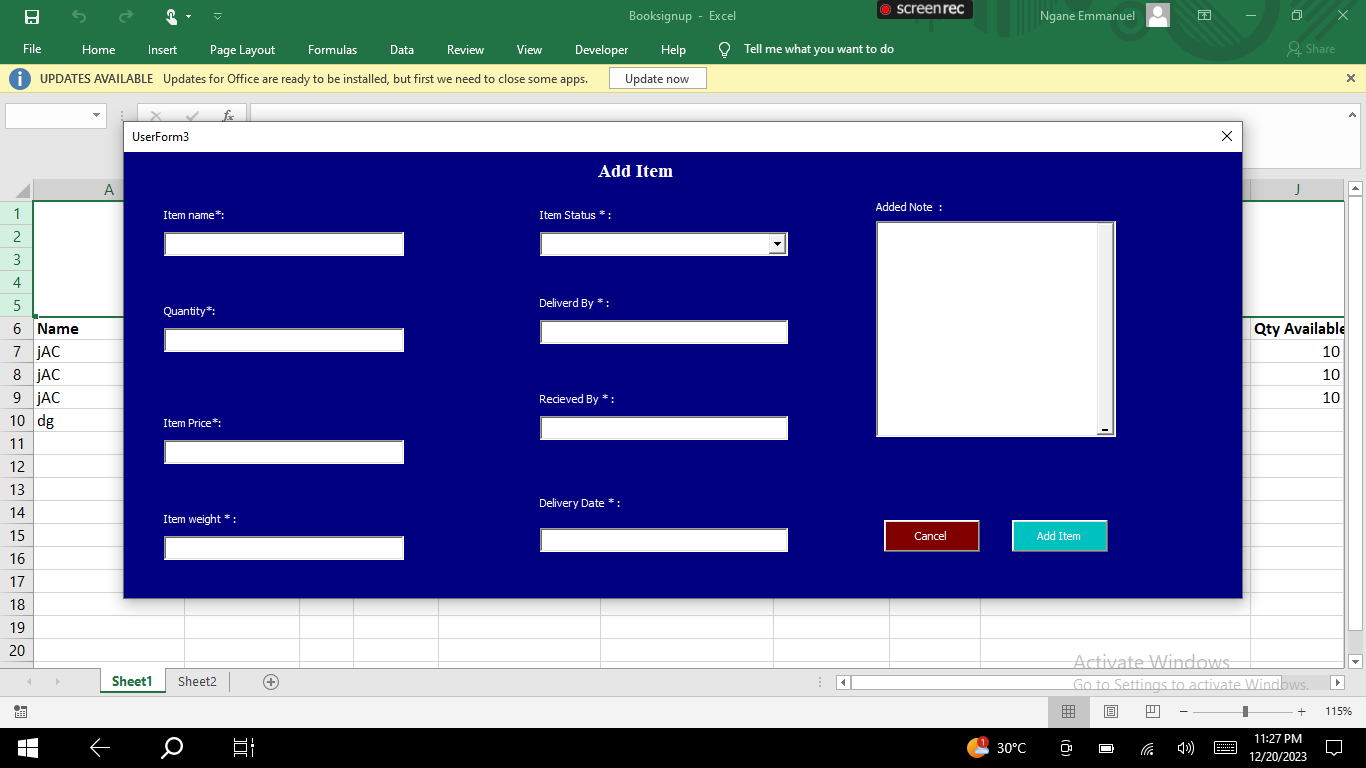 Booksignup - Excel
screenrec
Ngane Emmanuel
File Home Insert Page Layout Formulas Data Review View Developer Help Tell me what you want to do Share
UPDATES AVAILABLE Updates for Office are ready to be installed, but first we need to close some apps. Update now
fx
UserForm3
Add Item
Item name*:
Item Status * :
Added Note :
Quantity*:
Deliverd By * :
Item Price*:
Recieved By * :
Item weight * :
Delivery Date * :
Cancel
Add Item
A J
1
2
3
4
5
6 Name Qty Available
7 jAC 10
8 jAC 10
9 jAC 10
10 dg
11
12
13
14
15
16
17
18
19
20
Activate Windows
Go to Settings to activate Windows.
Sheet1 Sheet2
115%
1 30°C
11:27 PM
12/20/2023